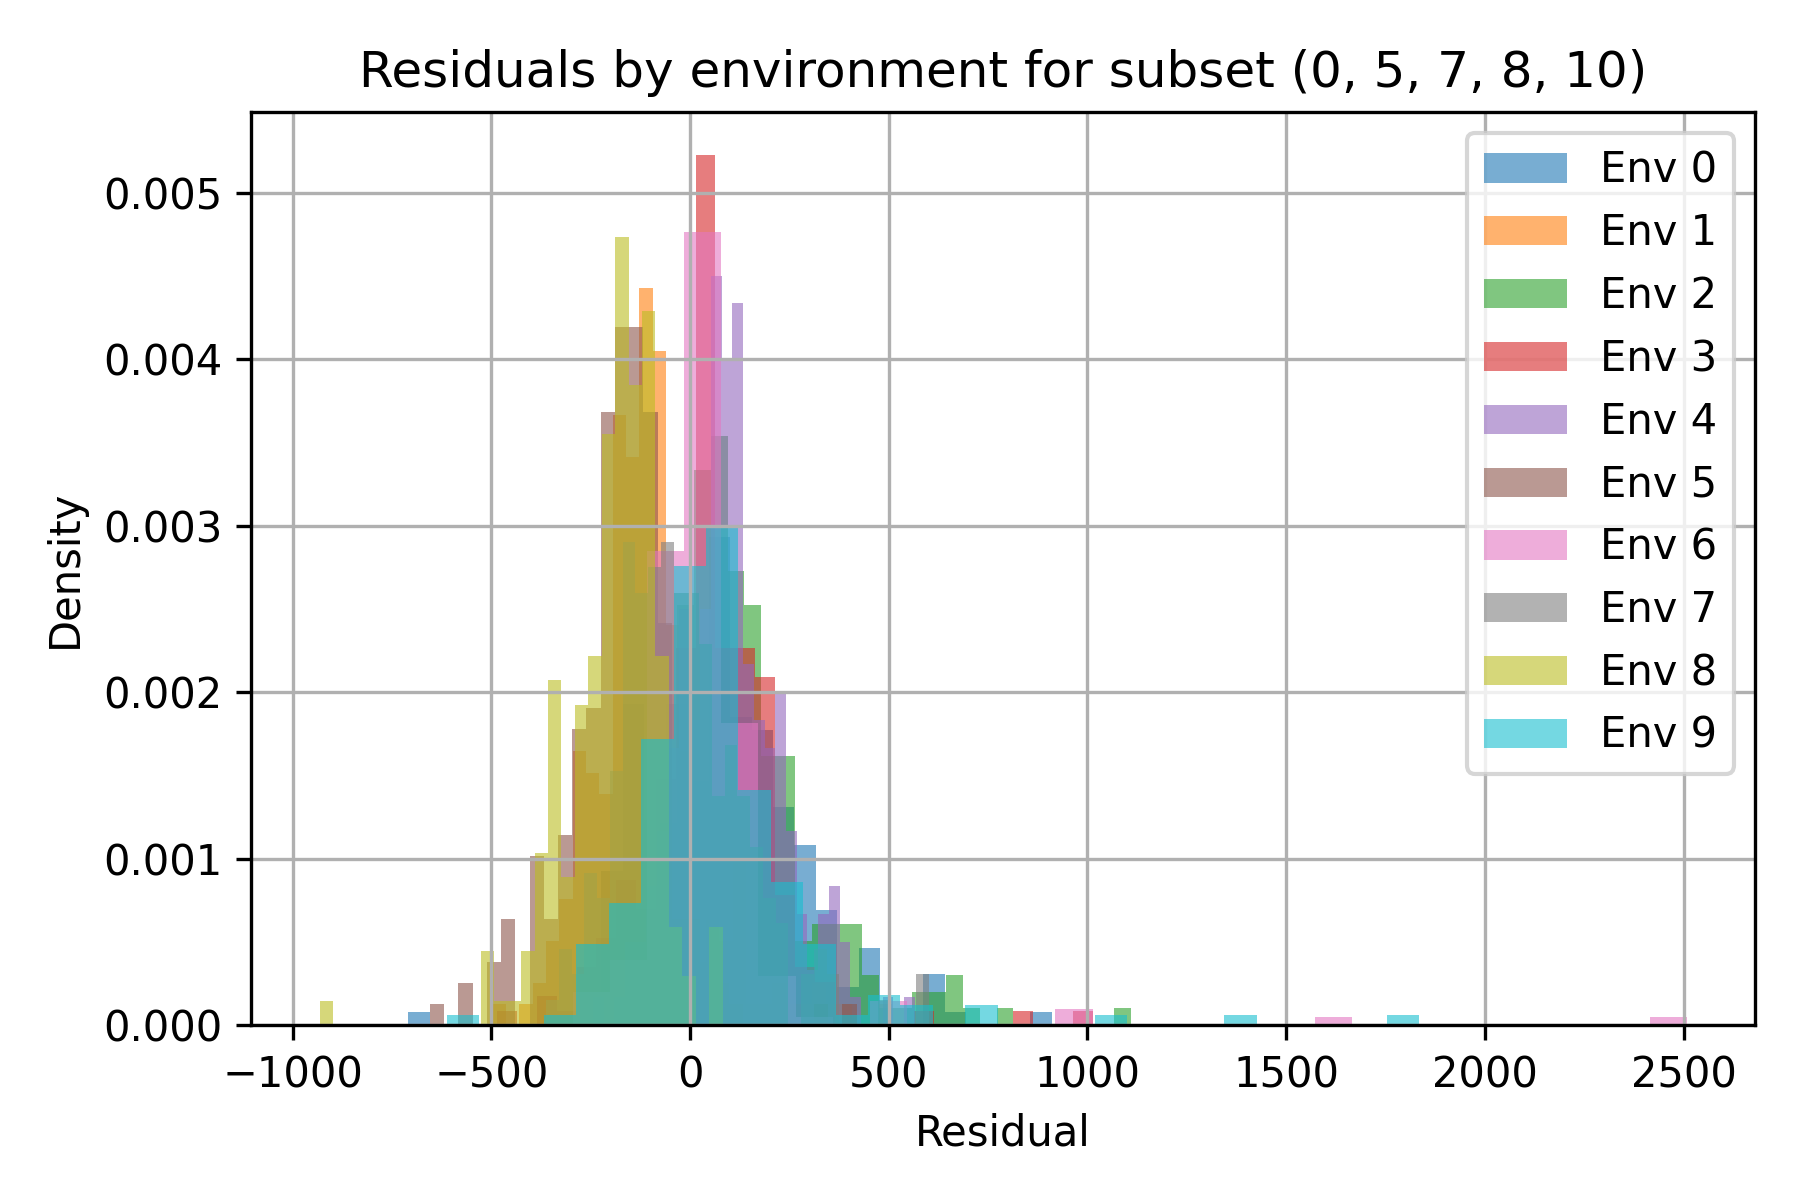 Residuals by environment for subset (0, 5, 7, 8, 10)
Density
0.005
0.004
0.003
0.002
0.001
0.000
−1000
−500
0
500
1000
1500
2000
2500
Residual
Env 0
Env 1
Env 2
Env 3
Env 4
Env 5
Env 6
Env 7
Env 8
Env 9